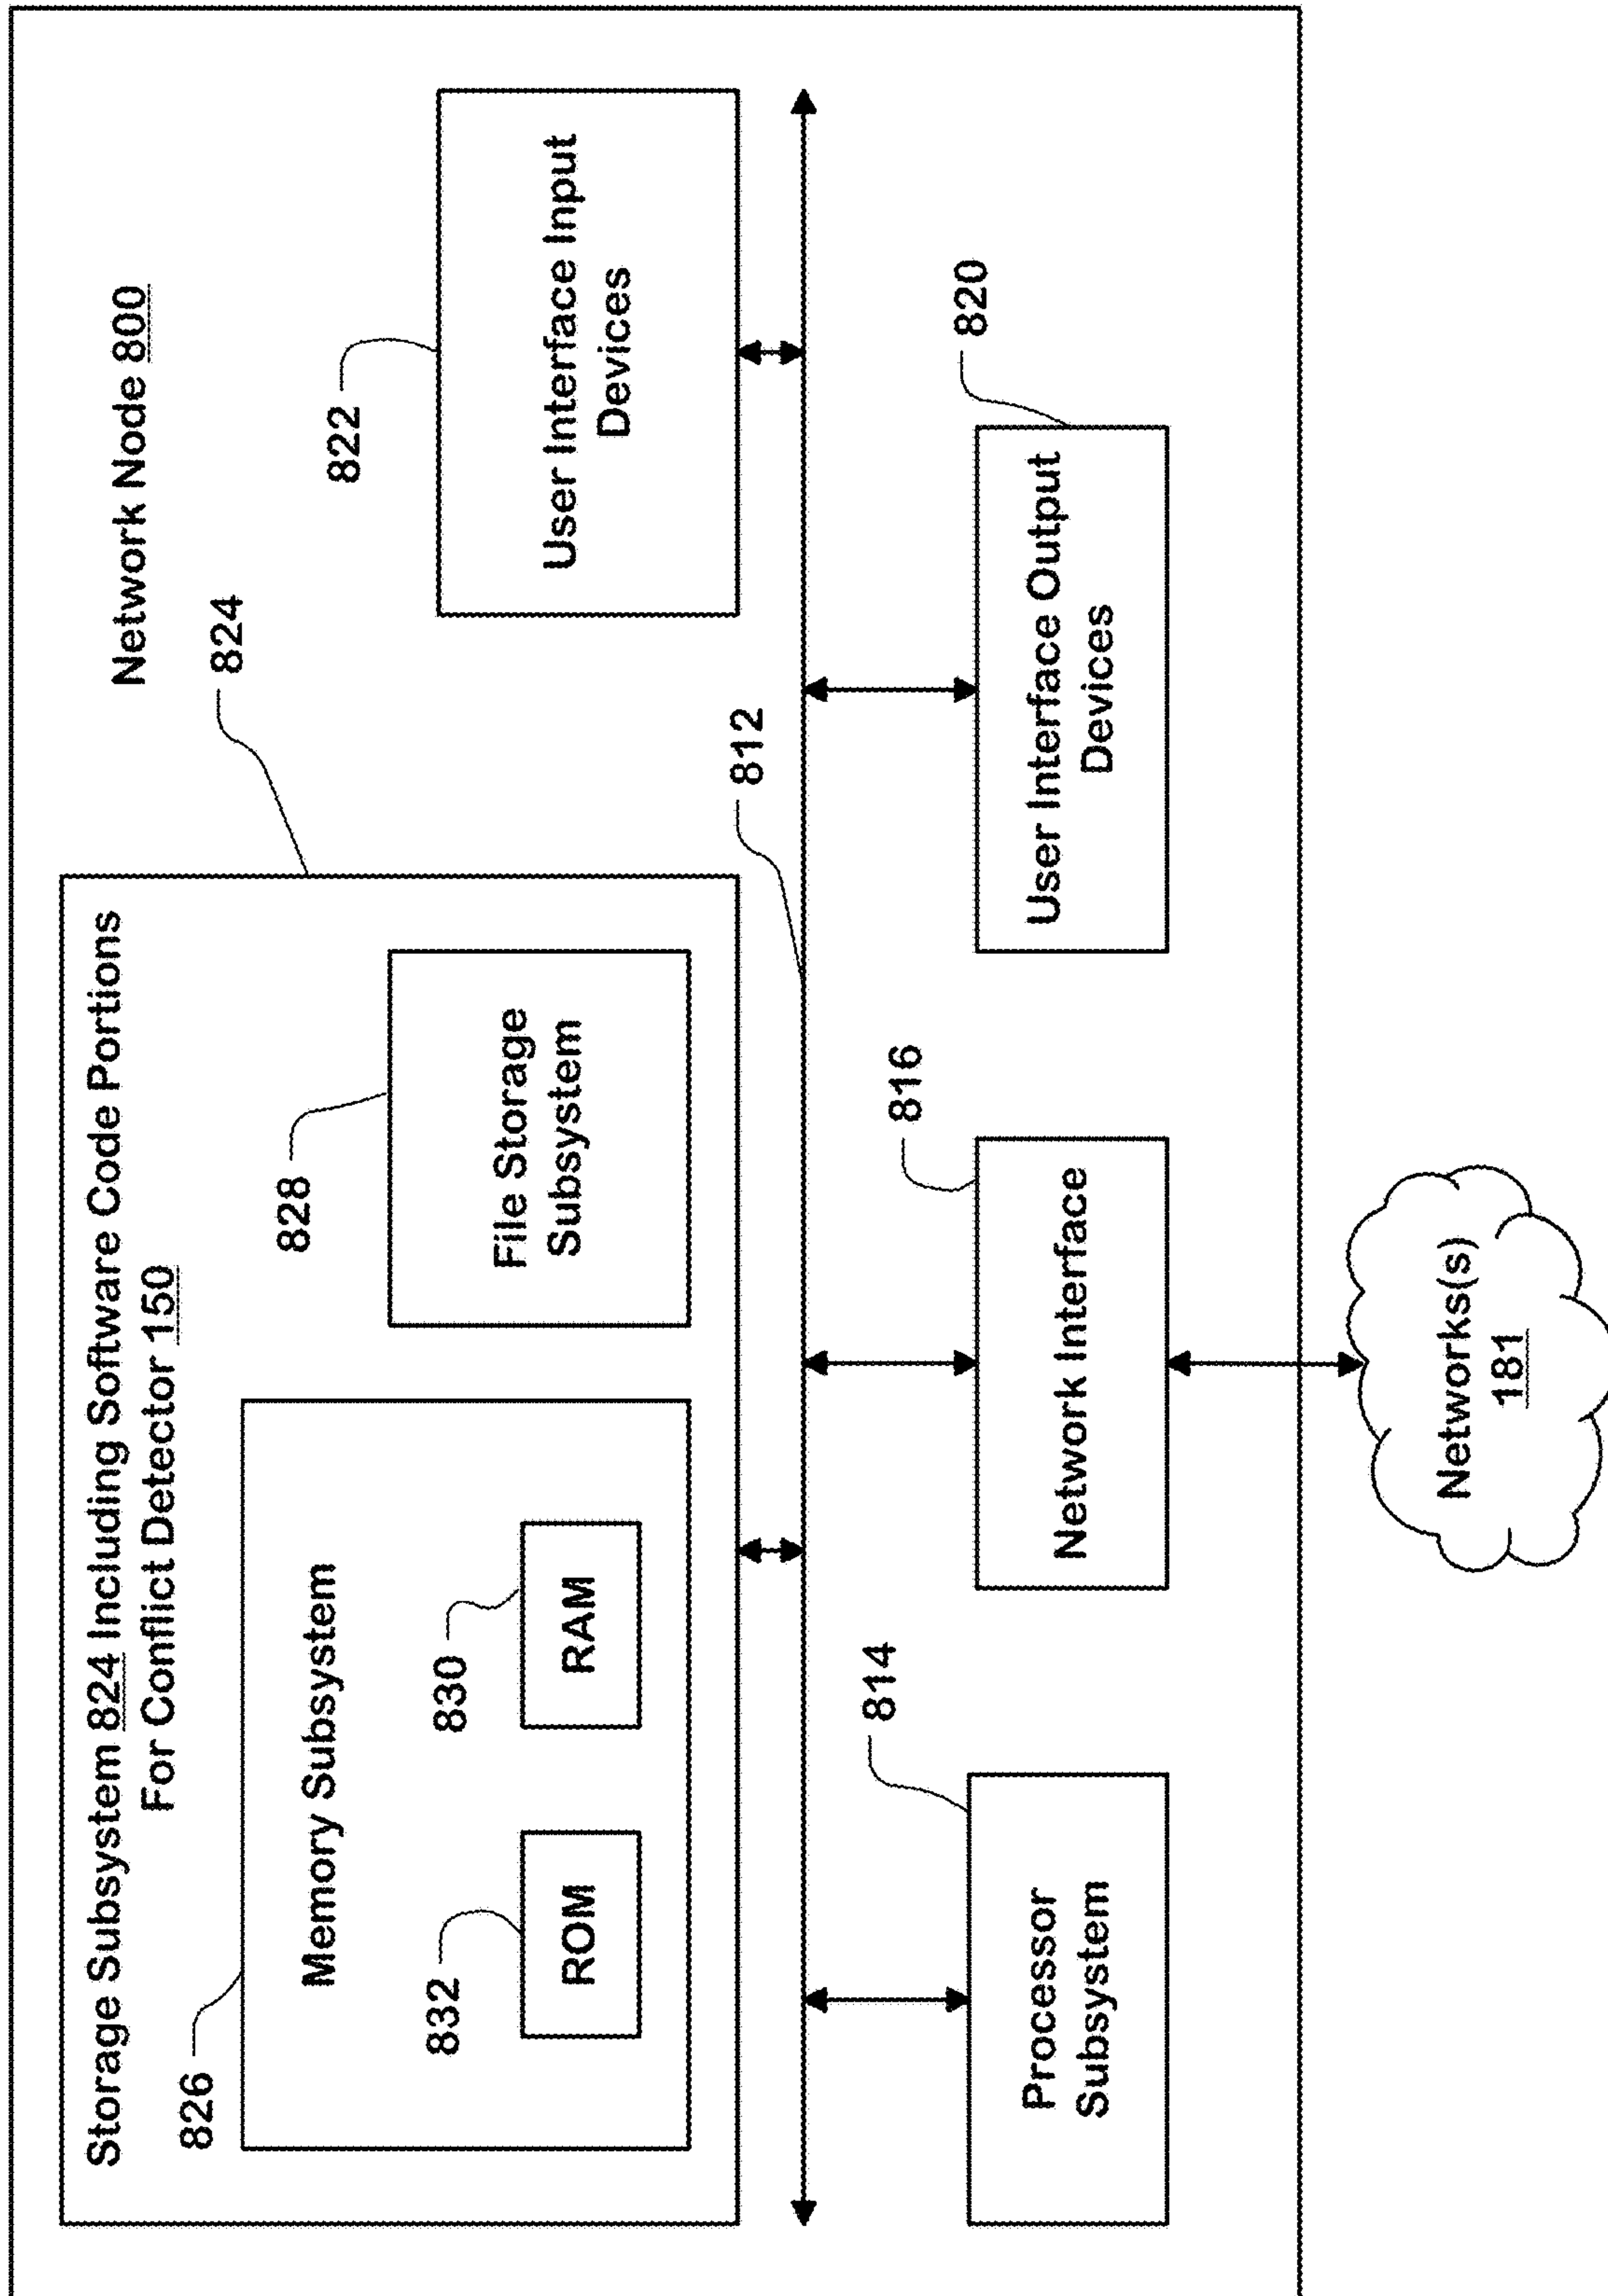 Network Node 800
824
Storage Subsystem 824 Including Software Code Portions
For Conflict Detector 150
826
Memory Subsystem
832
ROM
830
RAM
828
File Storage
Subsystem
822
User Interface Input
Devices
812
814
Processor
Subsystem
816
Network Interface
820
User Interface Output
Devices
Networks(s)
181